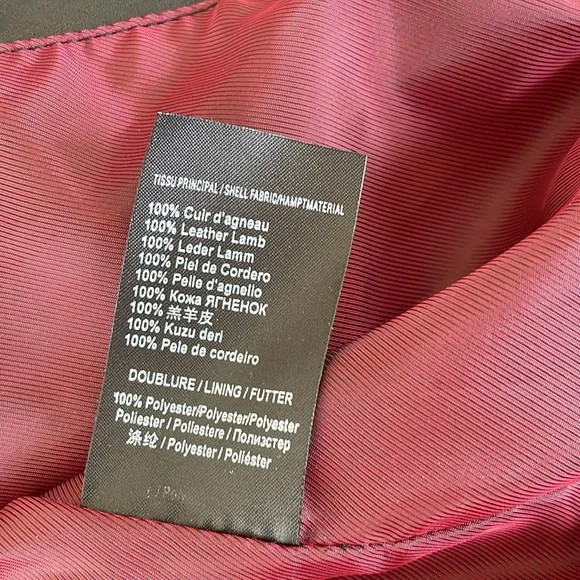 TISSU PRINCIPAL / SHELL FABRIC/HAMPTMATERIAL
100% Cuir d'agneau
100% Leather Lamb
100% Leder Lamm
100% Piel de Cordero
100% Pelle d'agnello
100% Кожа ЯГНЕНОК
100% 羔羊皮
100% Kuzu deri
100% Pele de cordeiro
DOUBLURE / LINING / FUTTER
100% Polyester/Polyester/Polyester
Poliester / Poliestere / Полиэстер
涤纶 / Polyester / Poliéster